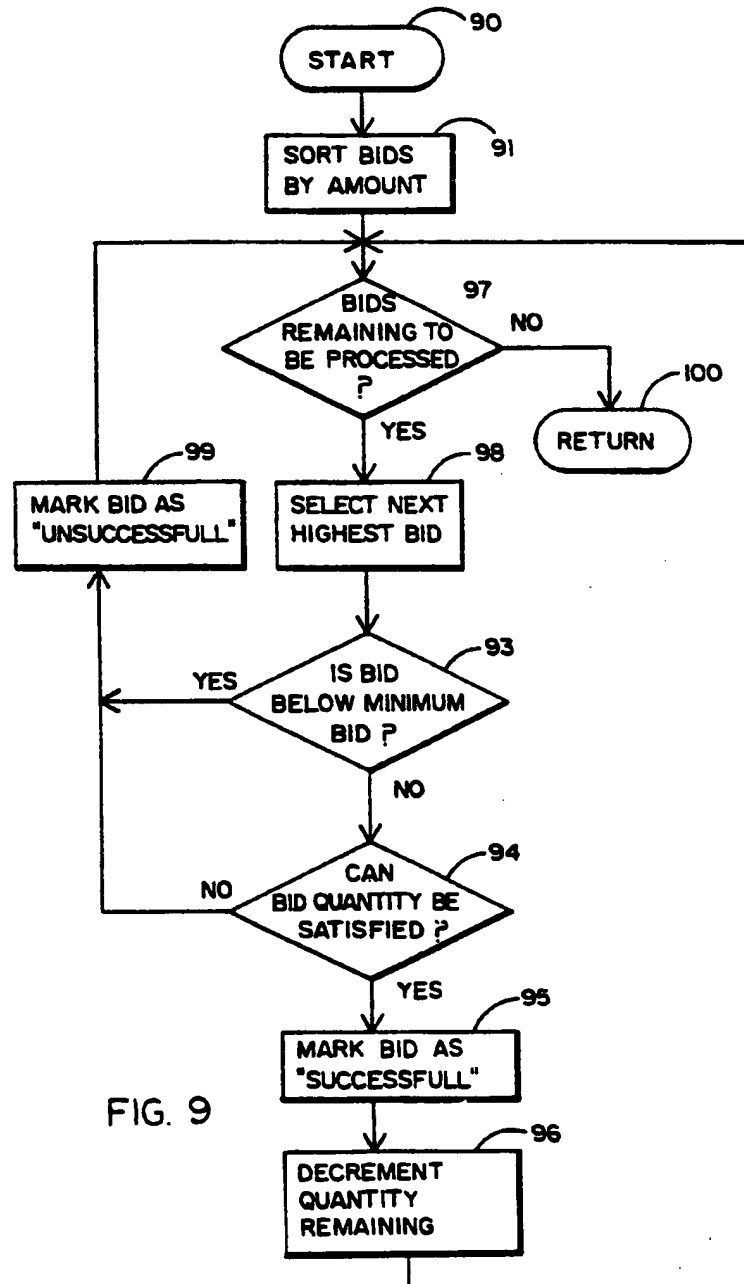 90
START
91
SORT BIDS
BY AMOUNT
97
BIDS
REMAINING TO
BE PROCESSED
?
NO
100
RETURN
YES
99
MARK BID AS
"UNSUCCESSFULL"
98
SELECT NEXT
HIGHEST BID
93
YES
IS BID
BELOW MINIMUM
BID ?
NO
94
NO
CAN
BID QUANTITY BE
SATISFIED ?
YES
95
MARK BID AS
"SUCCESSFULL"
FIG. 9
96
DECREMENT
QUANTITY
REMAINING